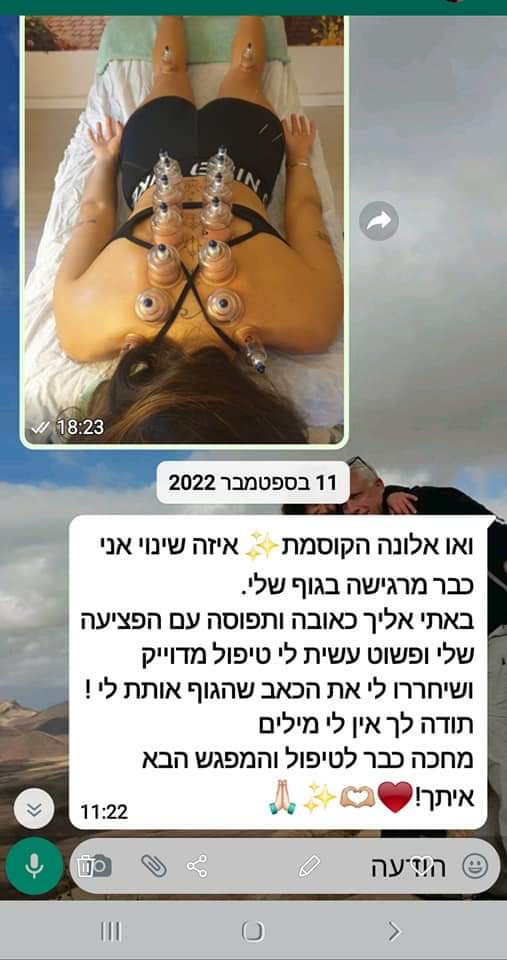 18:23
11 בספטמבר 2022
וואו אלונה הקוסמת✨ איזה שינוי אני
כבר מרגישה בגוף שלי.
באתי אליך כאובה ותפוסה עם הפציעה
שלי ופשוט עשית לי טיפול מדוייק
ושיחררו לי את הכאב שהגוף אותת לי !
תודה לך אין לי מילים
מחכה כבר לטיפול והמפגש הבא
איתך!♥️🫶🏼✨🙏🏼
11:22